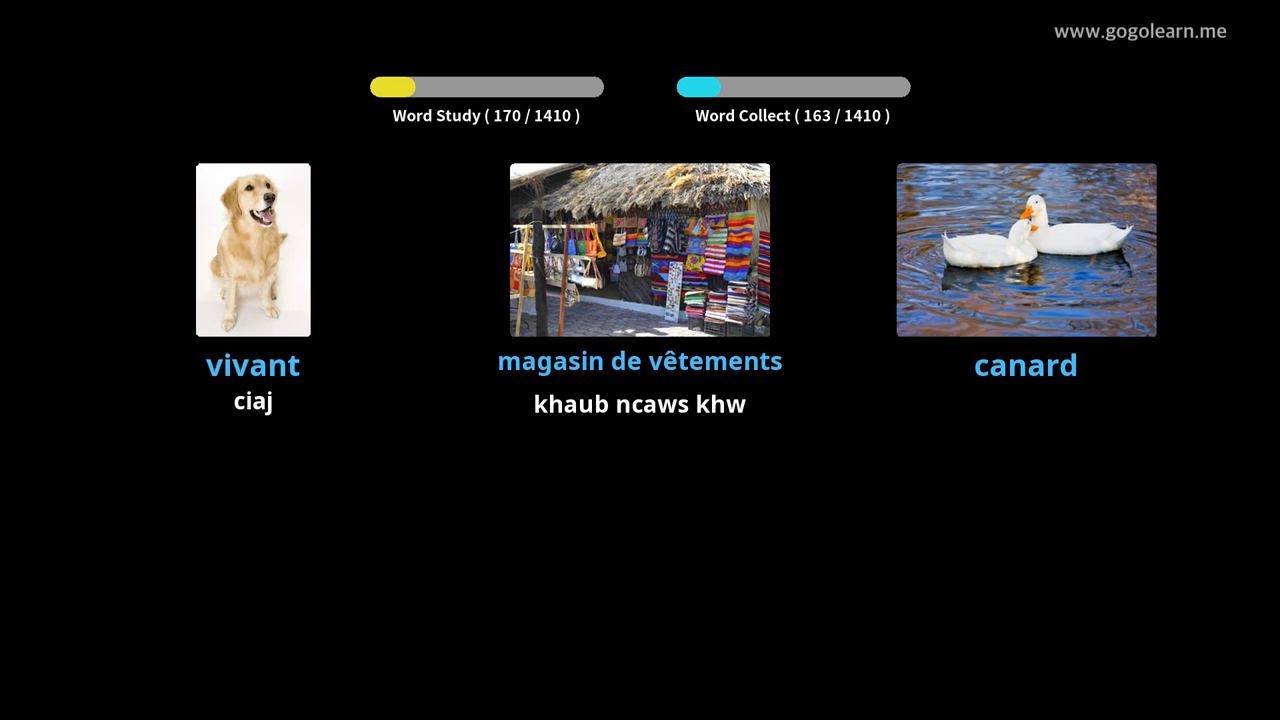 www.gogolearn.me
Word Study ( 170 / 1410 )
Word Collect ( 163 / 1410 )
vivant
ciaj
magasin de vêtements
khaub ncaws khw
canard